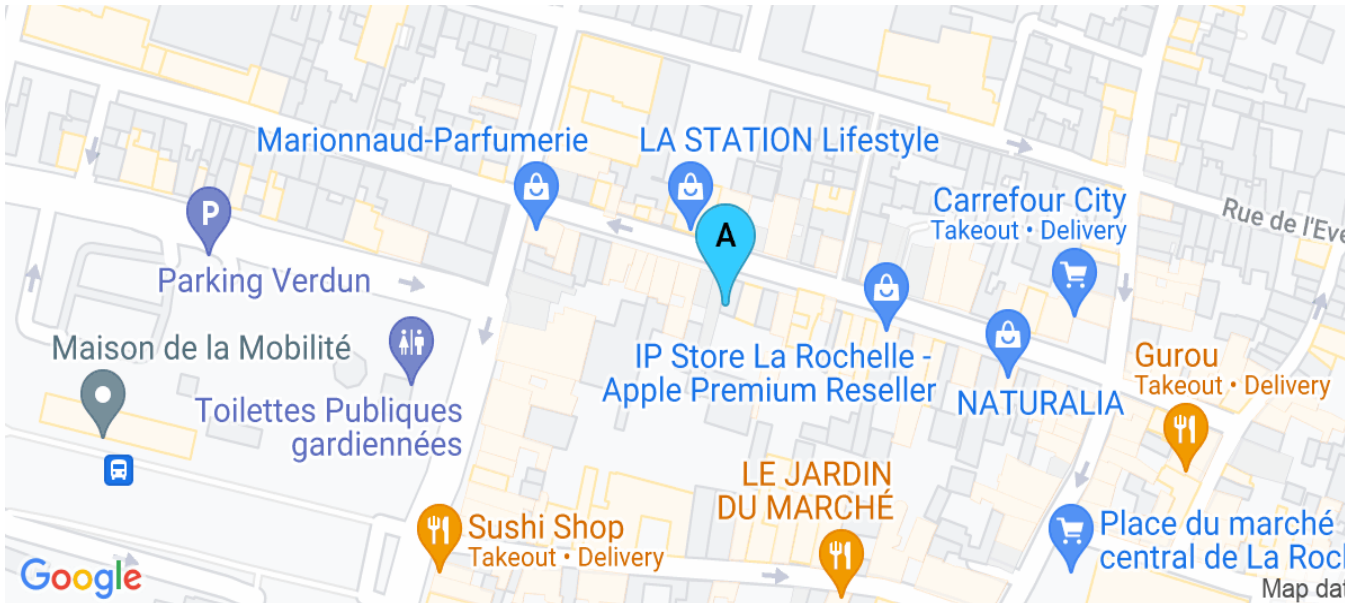 Marionnaud-Parfumerie
LA STATION Lifestyle
Carrefour City
Takeout • Delivery
Rue de l'Eve
P
A
Parking Verdun
Maison de la Mobilité
IP Store La Rochelle -
Apple Premium Reseller
NATURALIA
Gurou
Takeout • Delivery
Toilettes Publiques
gardiennées
LE JARDIN
DU MARCHÉ
Sushi Shop
Takeout • Delivery
Place du marché
central de La Roch
Google
Map dat